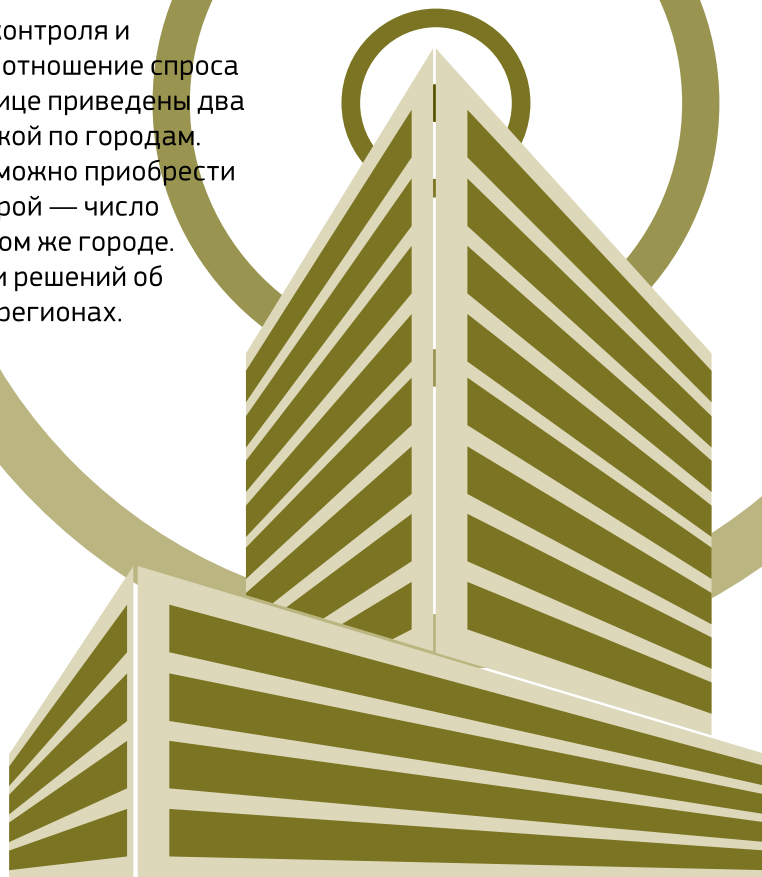 контроля и
отношение спроса
ице приведены два
кой по городам.
можно приобрести
рой — число
ом же городе.
и решений об
регионах.